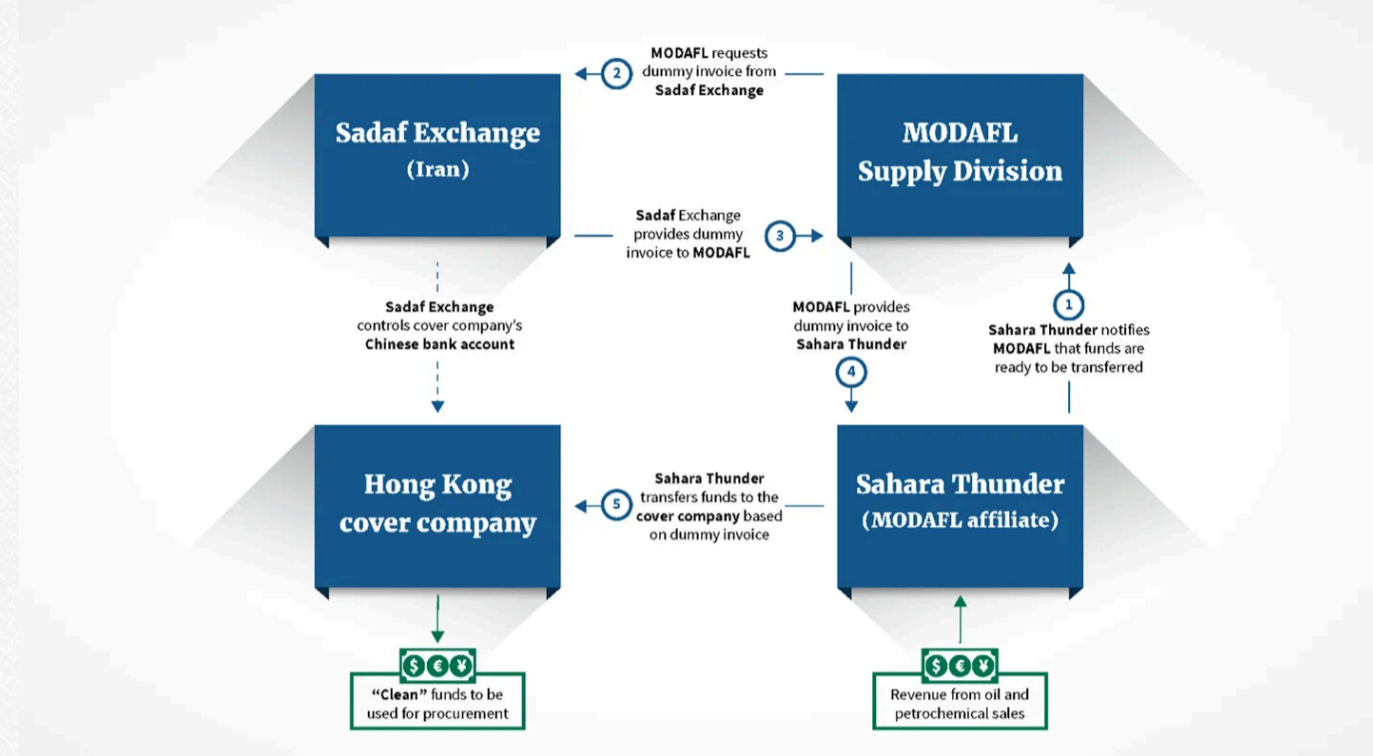 MODAFL requests
dummy invoice from
Sadaf Exchange
2
Sadaf Exchange
(Iran)
MODAFL
Supply Division
Sadaf Exchange
provides dummy
invoice to MODAFL
3
Sadaf Exchange
controls cover company's
Chinese bank account
MODAFL provides
dummy invoice to
Sahara Thunder
4
1
Sahara Thunder notifies
MODAFL that funds are
ready to be transferred
Hong Kong
cover company
Sahara Thunder
transfers funds to the
cover company based
on dummy invoice
5
Sahara Thunder
(MODAFL affiliate)
$ € ¥
“Clean” funds to be
used for procurement
$ € ¥
Revenue from oil and
petrochemical sales